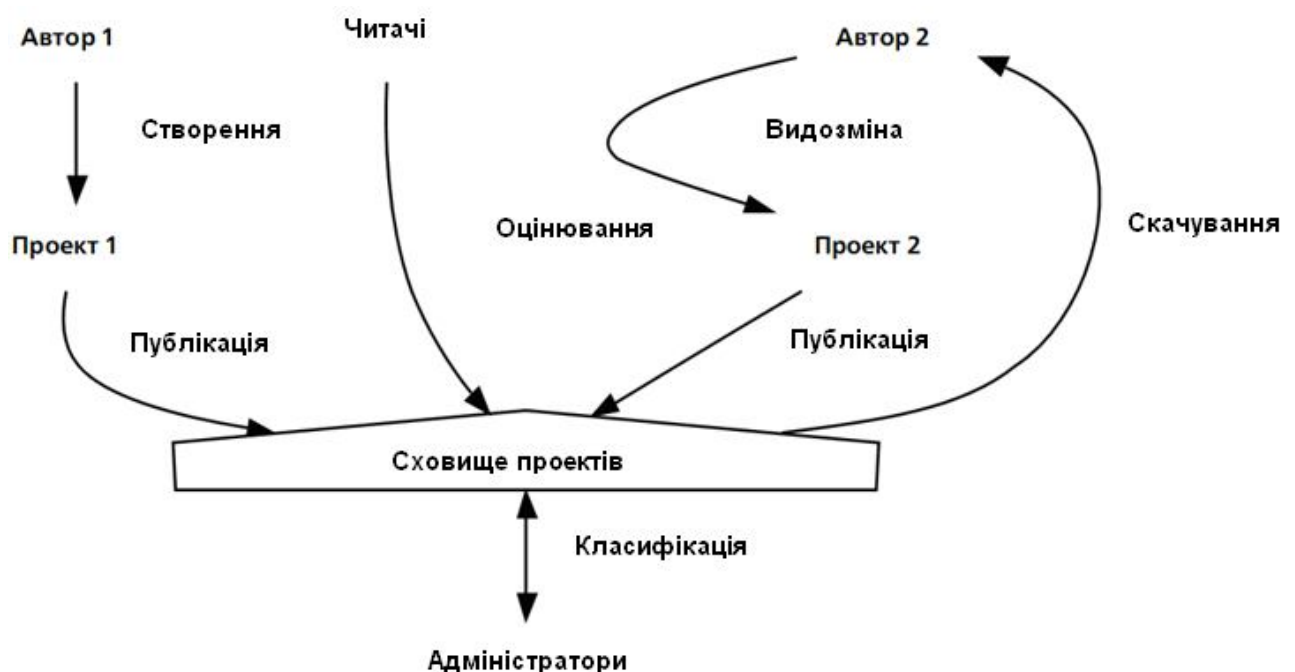 Автор 1
Читачі
Автор 2
Створення
Видозміна
Оцінювання
Скачування
Проект 1
Проект 2
Публікація
Публікація
Сховище проектів
Класифікація
Адміністратори